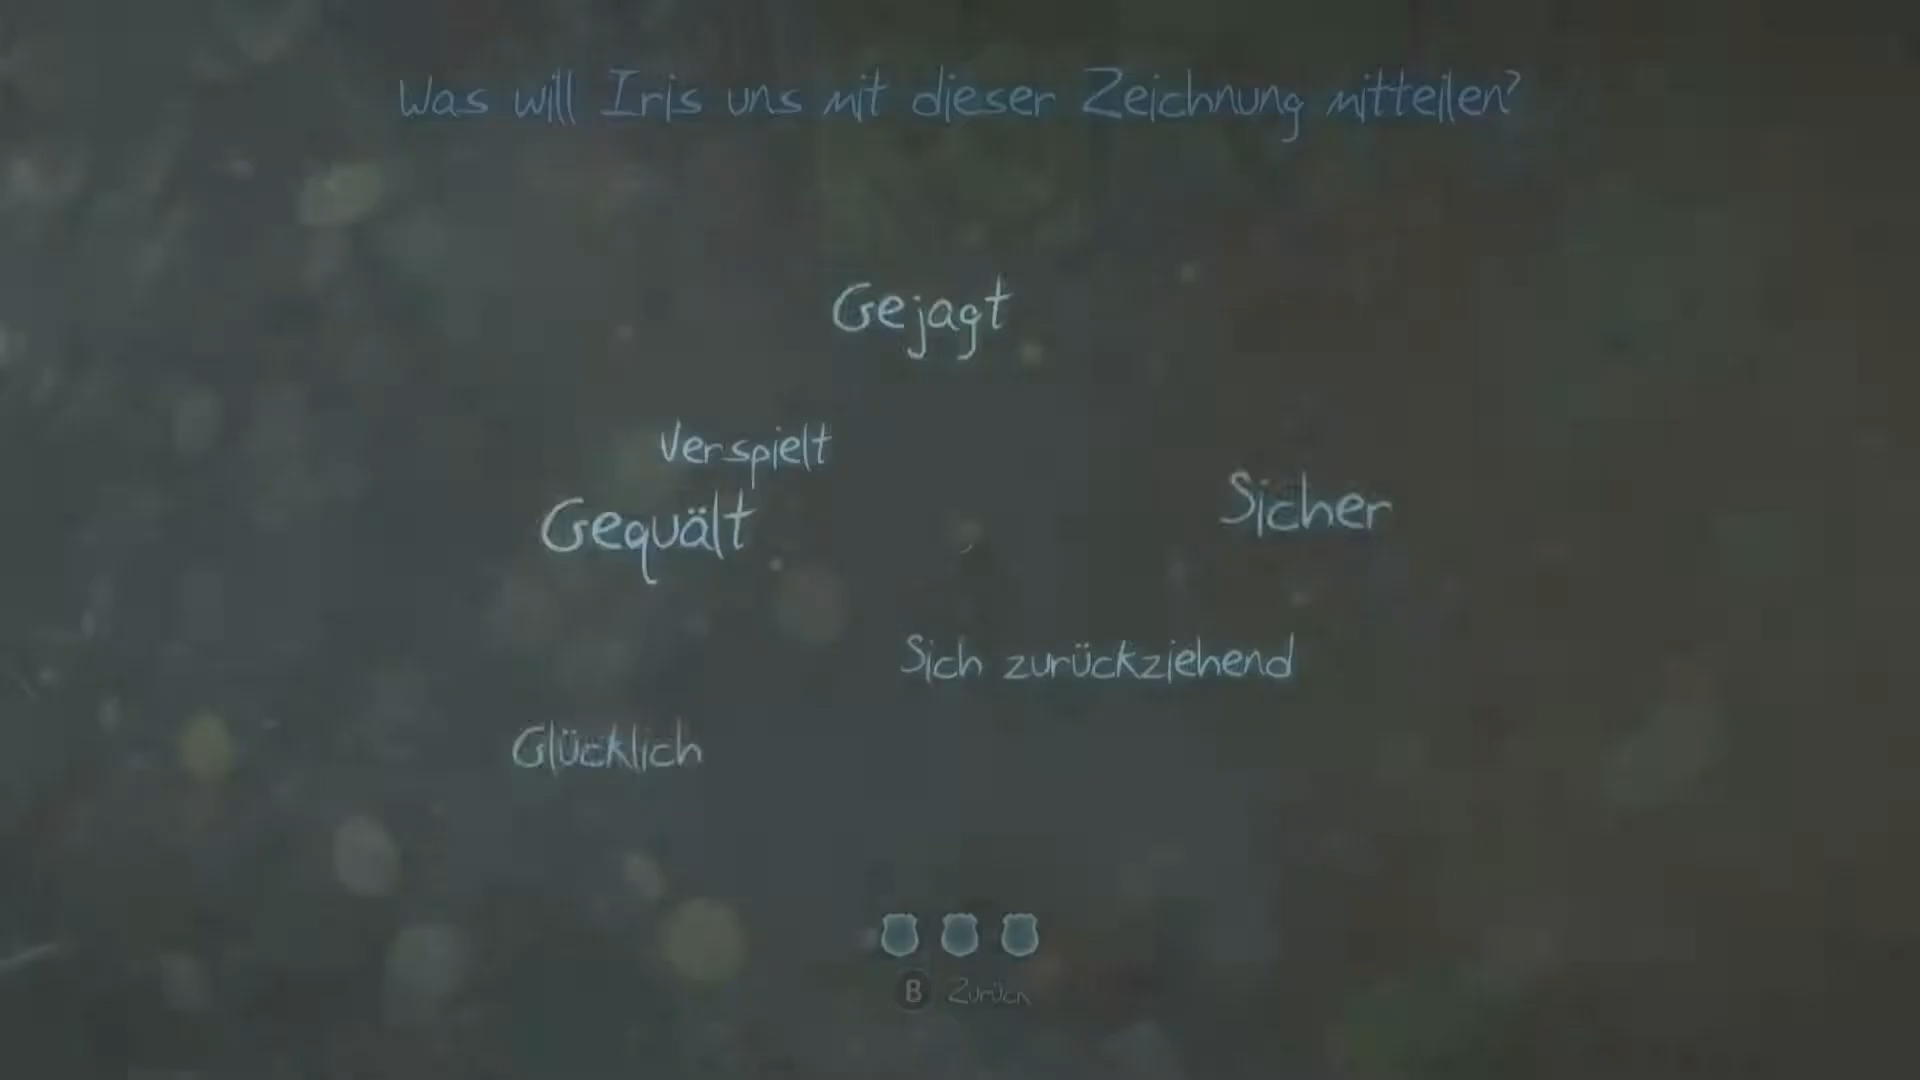 Was will Iris uns mit dieser Zeichnung mitteilen?
Gejagt
Verspielt
Gequält
Sicher
Sich zurückziehend
Glücklich
B Zurück